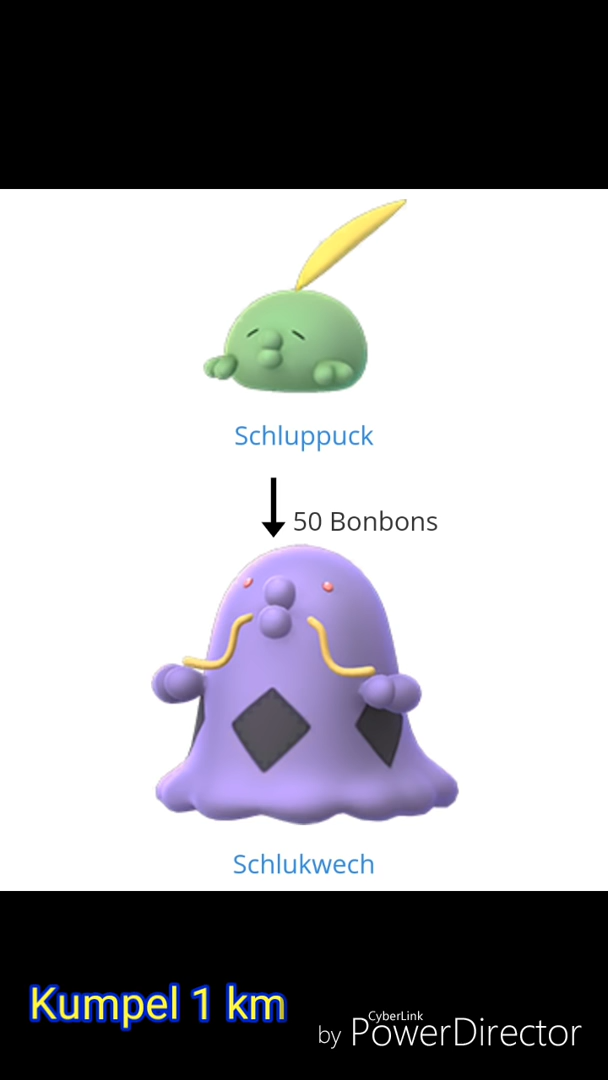 Schluppuck
50 Bonbons
Schlukwech
Kumpel 1 km
by CyberLink PowerDirector